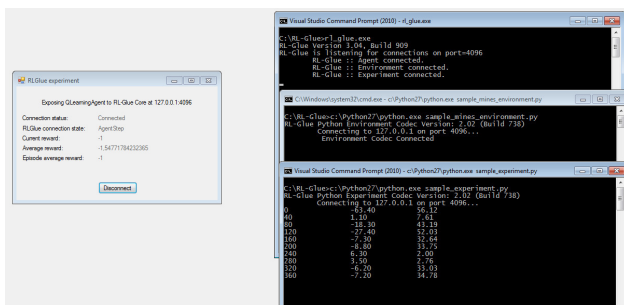 RLGlue experiment
Exposing QLearningAgent to RL Glue Core at 127.0.0.1:4096
Connection status: Connected
RLGlue connection state: AgentStep
Current reward: -1
Average reward: -1,54771784232365
Episode average reward: -1
Disconnect
Visual Studio Command Prompt (2010) - rl_glue.exe
C:\RL-Glue>rl_glue.exe
RL-Glue Version 3.04, Build 909
RL-Glue is listening for connections on port=4096
RL-Glue :: Agent connected.
RL-Glue :: Environment connected.
RL-Glue :: Experiment connected.
C:\Windows\system32\cmd.exe - c:\Python27\python.exe sample_mines_environment.py
C:\RL-Glue>c:\Python27\python.exe sample_mines_environment.py
RL-Glue Python Environment Codec Version: 2.02 (Build 738)
Connecting to 127.0.0.1 on port 4096...
Environment Codec Connected
Visual Studio Command Prompt (2010) - c:\Python27\python.exe sample_experiment.py
C:\RL-Glue>c:\Python27\python.exe sample_experiment.py
RL-Glue Python Experiment Codec Version: 2.02 (Build 738)
Connecting to 127.0.0.1 on port 4096...
0 -63.40 56.12
40 1.10 7.61
80 -18.30 43.19
120 -27.40 52.03
160 -7.30 32.64
200 -8.80 33.75
240 6.30 2.00
280 3.50 2.76
320 -6.20 33.03
360 -7.20 34.78